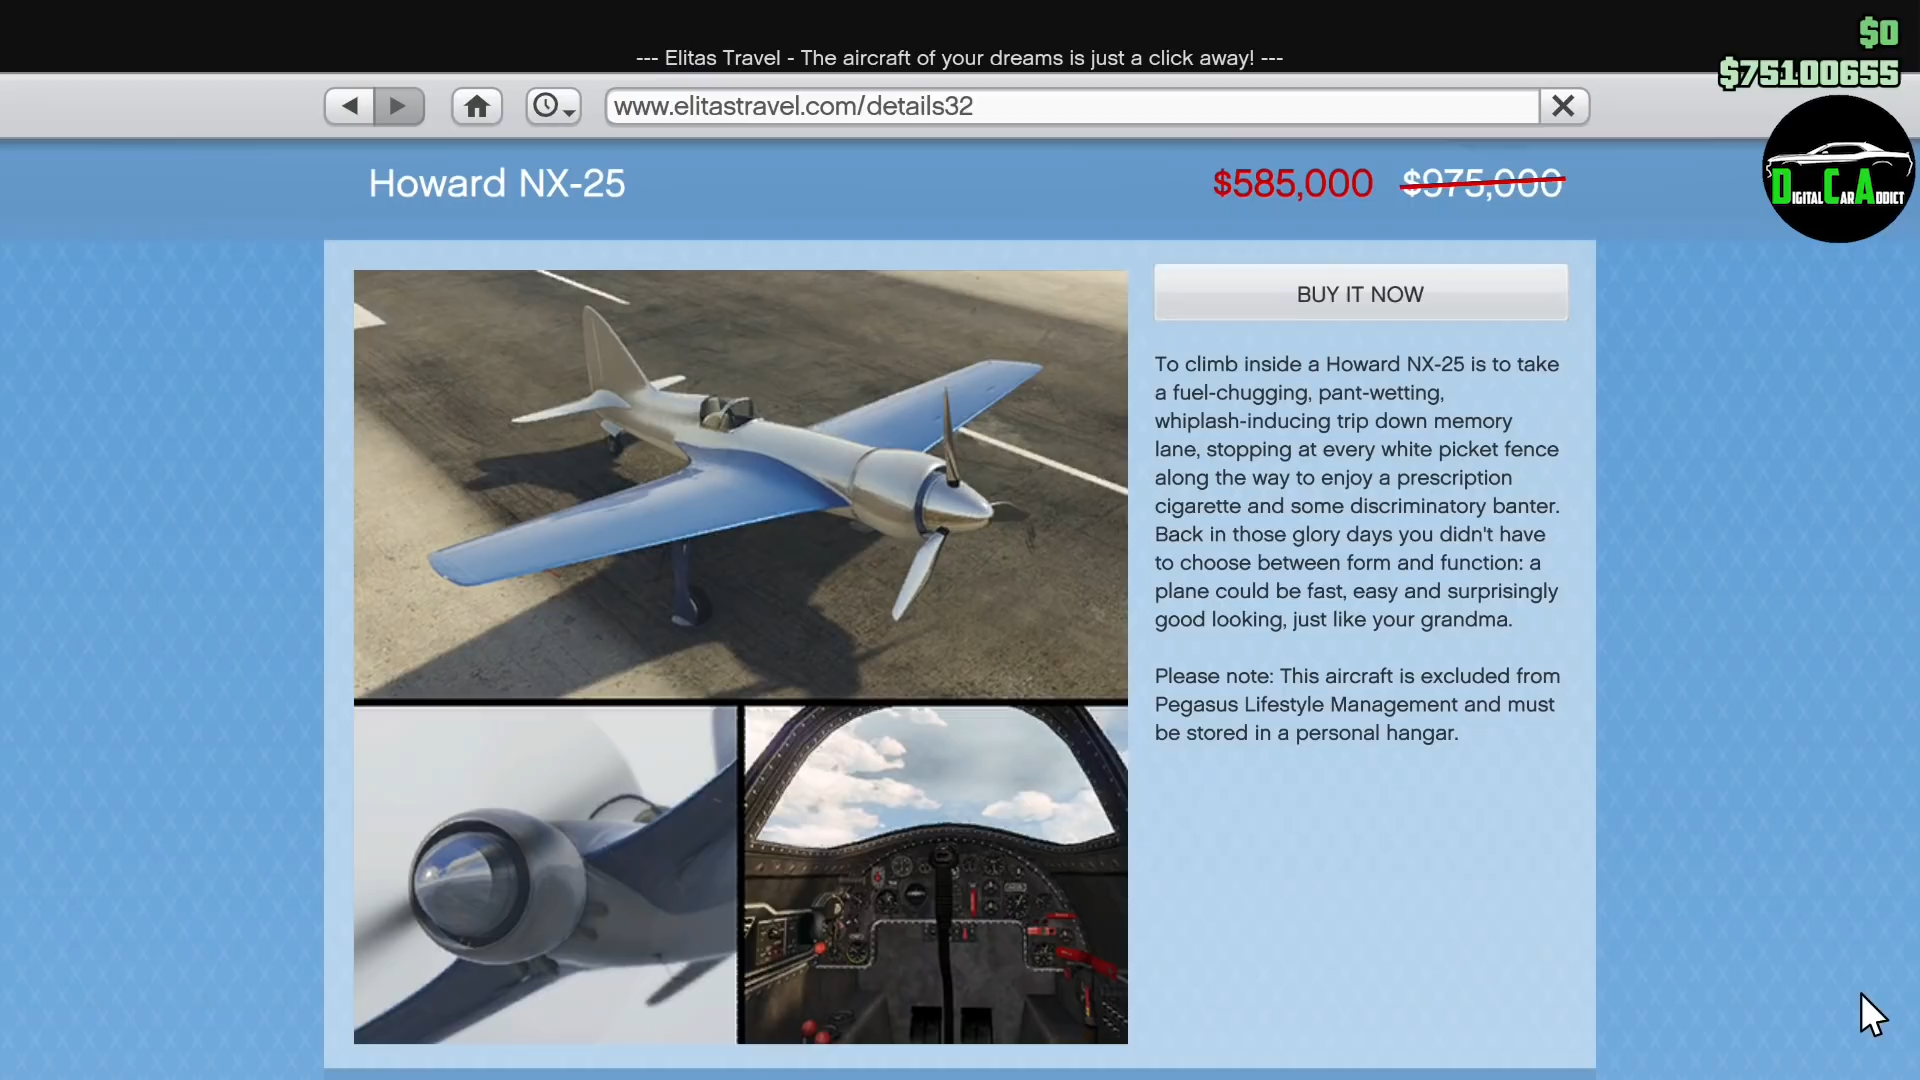 $0
--- Elitas Travel - The aircraft of your dreams is just a click away! ---
$75100655
www.elitastravel.com/details32
Howard NX-25
$585,000 $975,000
DIGITAL CAR ADDICT
BUY IT NOW
To climb inside a Howard NX-25 is to take
a fuel-chugging, pant-wetting,
whiplash-inducing trip down memory
lane, stopping at every white picket fence
along the way to enjoy a prescription
cigarette and some discriminatory banter.
Back in those glory days you didn't have
to choose between form and function: a
plane could be fast, easy and surprisingly
good looking, just like your grandma.
Please note: This aircraft is excluded from
Pegasus Lifestyle Management and must
be stored in a personal hangar.